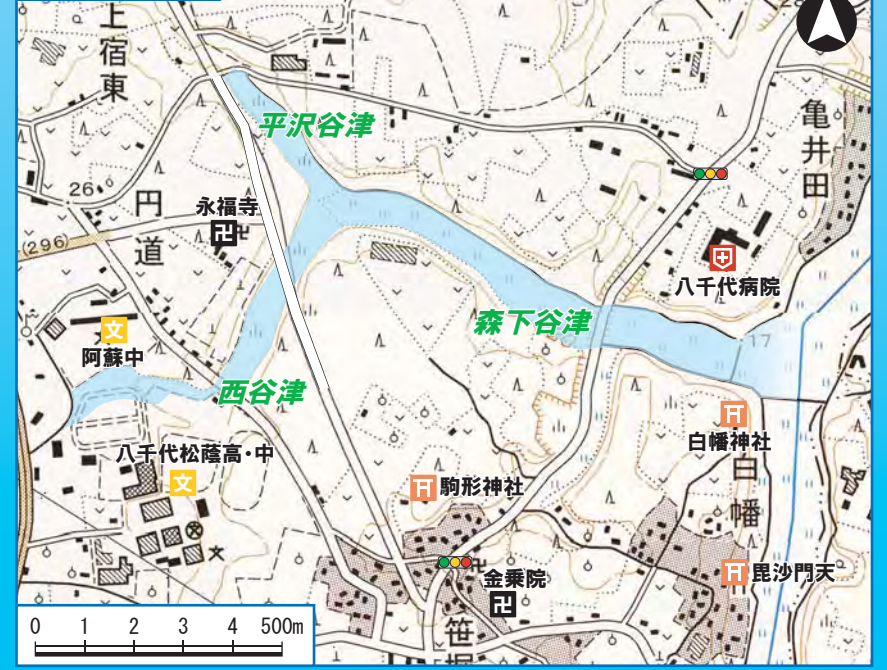 上宿東
平沢谷津
亀井田
26
円道
永福寺
(296)
八千代病院
森下谷津
17
阿蘇中
文
西谷津
白幡神社
八千代松蔭高・中
文
白幡
駒形神社
毘沙門天
金乗院
0 1 2 3 4 500m